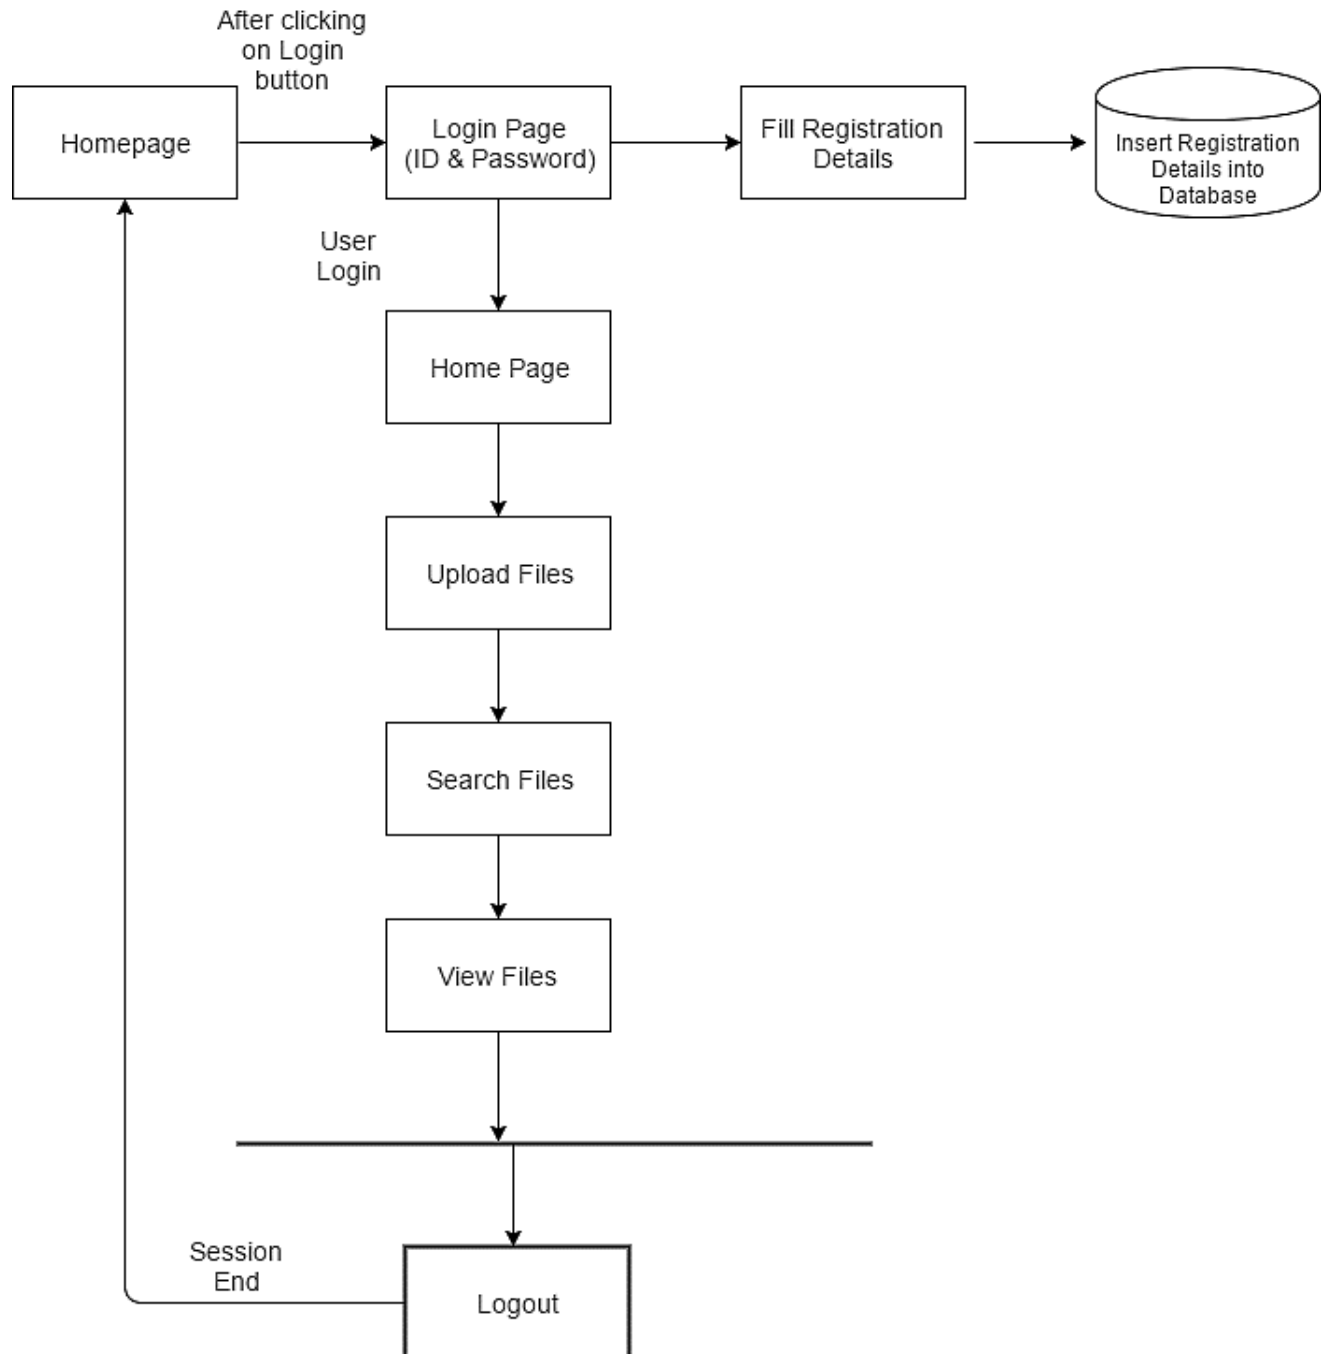 After clicking
on Login
button
Homepage
Login Page
(ID & Password)
Fill Registration
Details
Insert Registration
Details into
Database
User
Login
Home Page
Upload Files
Search Files
View Files
Session
End
Logout